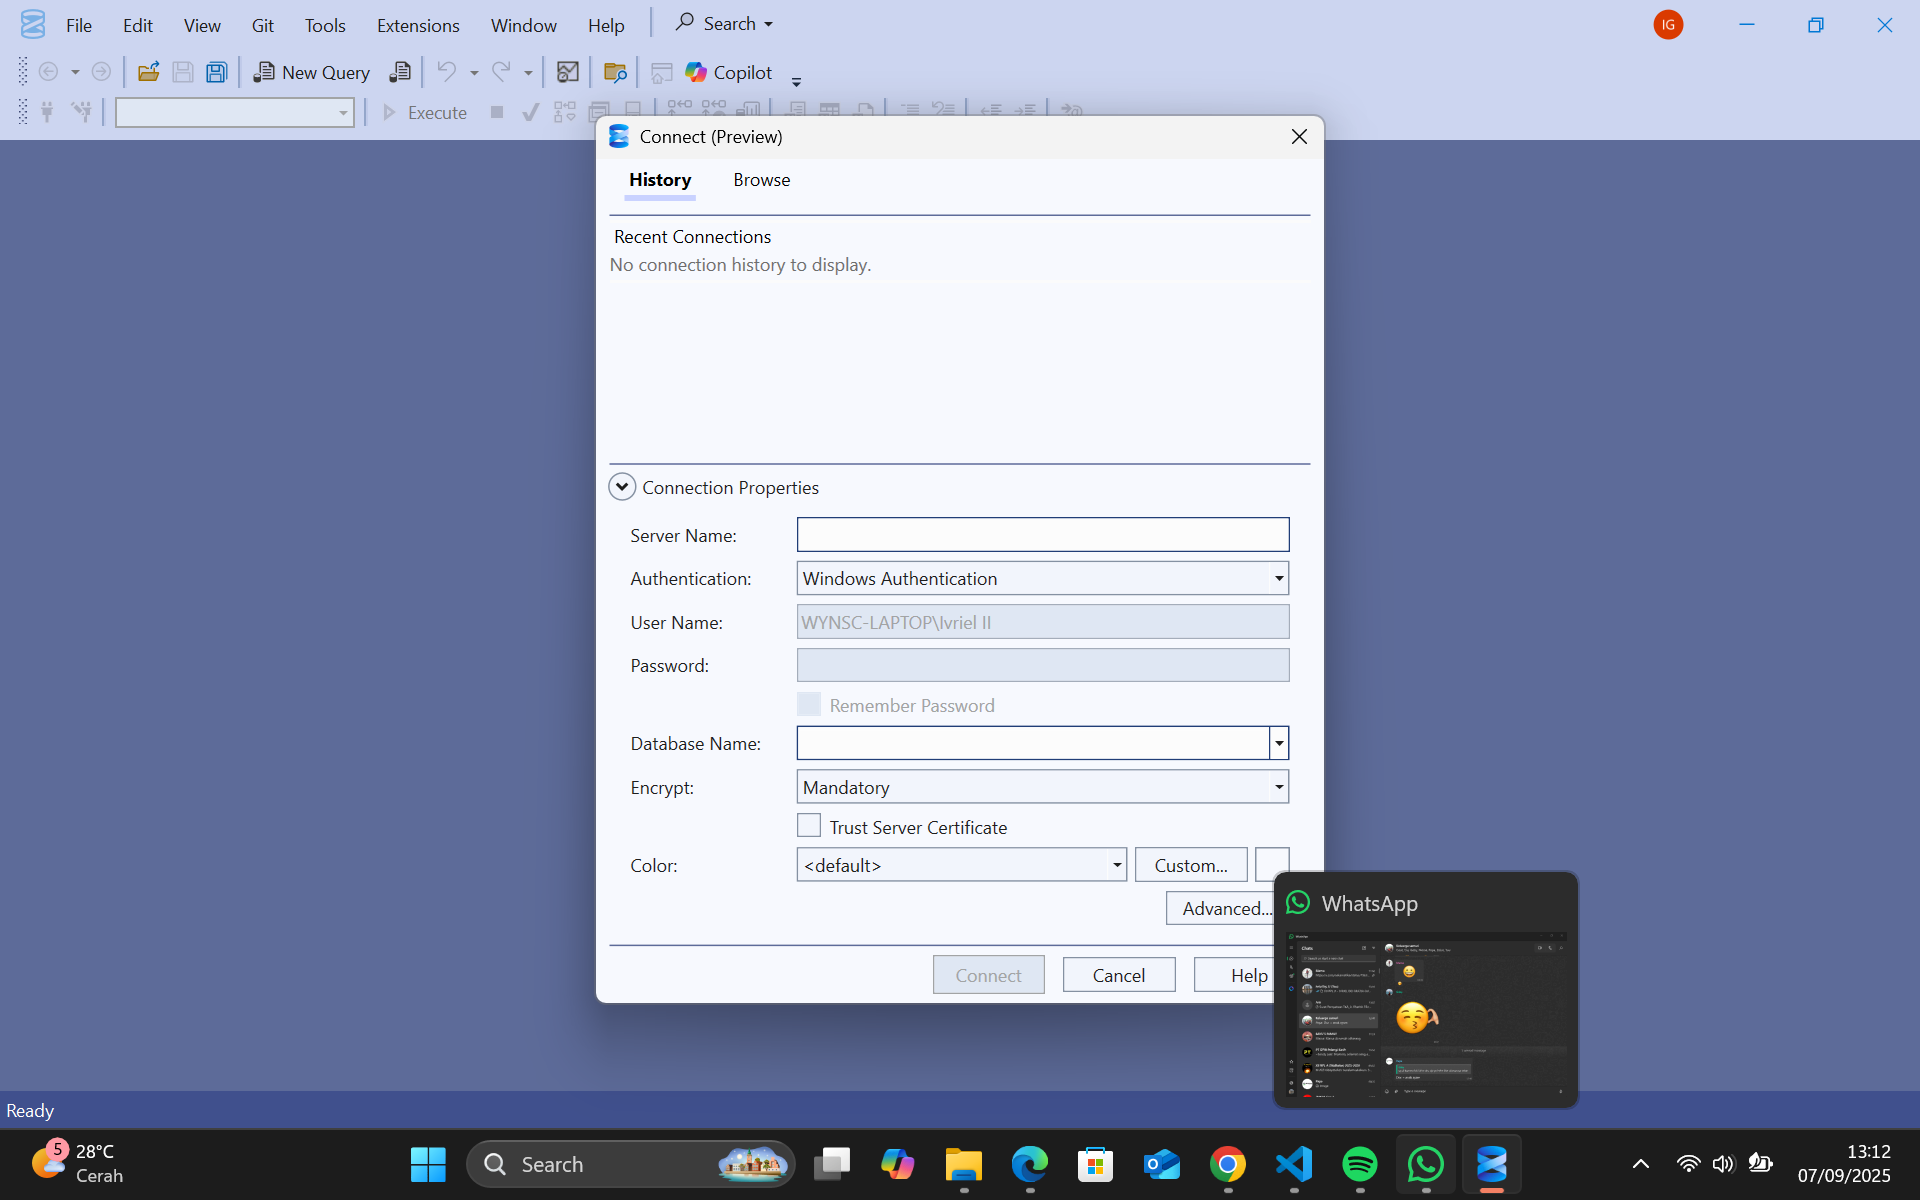 File Edit View Git Tools Extensions Window Help Search
IG
New Query Copilot
Execute
Connect (Preview)
History Browse
Recent Connections
No connection history to display.
Connection Properties
Server Name:
Authentication: Windows Authentication
User Name: WYNSC-LAPTOP\Ivriel II
Password:
Remember Password
Database Name:
Encrypt: Mandatory
Trust Server Certificate
Color: <default> Custom...
Advanced...
Connect Cancel Help
WhatsApp
Ready
5 28°C
Cerah
Search
13:12
07/09/2025